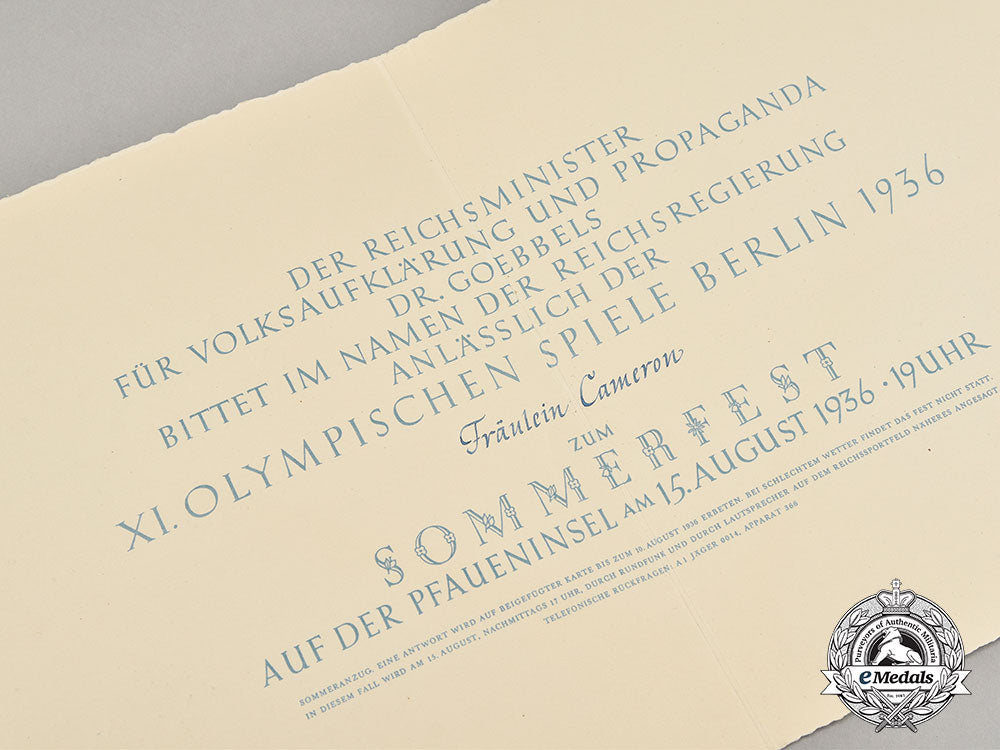 DER REICHSMINISTER
FÜR VOLKSAUFKLÄRUNG UND PROPAGANDA
DR. GOEBBELS
BITTET IM NAMEN DER REICHSREGIERUNG
ANLÄSSLICH DER
XI. OLYMPISCHEN SPIELE BERLIN 1936
Fräulein Cameron
ZUM
SOMMERFEST
AUF DER PFAUENINSEL AM 15. AUGUST 1936 · 19 UHR
SOMMERANZUG. EINE ANTWORT WIRD AUF BEIGEFÜGTER KARTE BIS ZUM 10. AUGUST 1936 ERBETEN. BEI SCHLECHTEM WETTER FINDET DAS FEST NICHT STATT.
IN DIESEM FALL WIRD AM 15. AUGUST, NACHMITTAGS 17 UHR, DURCH RUNDFUNK UND DURCH LAUTSPRECHER AUF DEM REICHSSPORTFELD NÄHERES ANGESAGT
TELEFONISCHE RÜCKFRAGEN: A1 JÄGER 0014, APPARAT 366
Purveyors of Authentic Militaria
eMedals